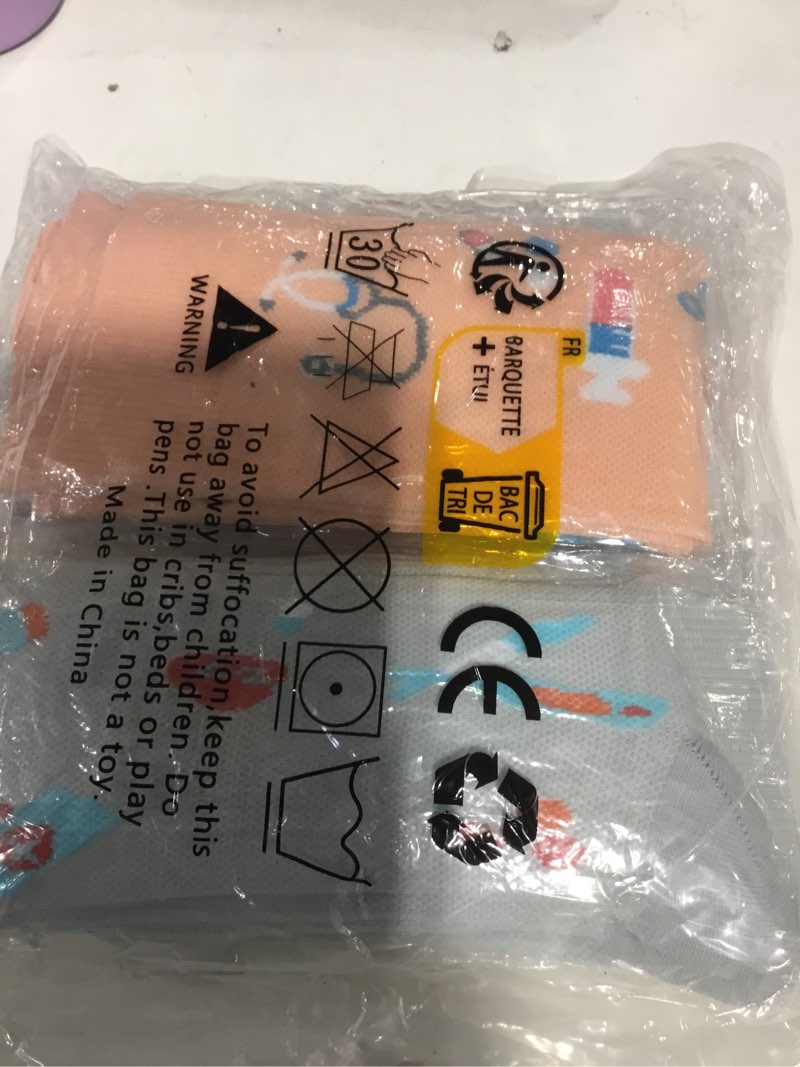 30
FR
BARQUETTE
+ ÉTUI
BAC
DE
TRI
CE
WARNING
To avoid suffocation,keep this
bag away from children. Do
not use in cribs,beds or play
pens .This bag is not a toy.
Made in China